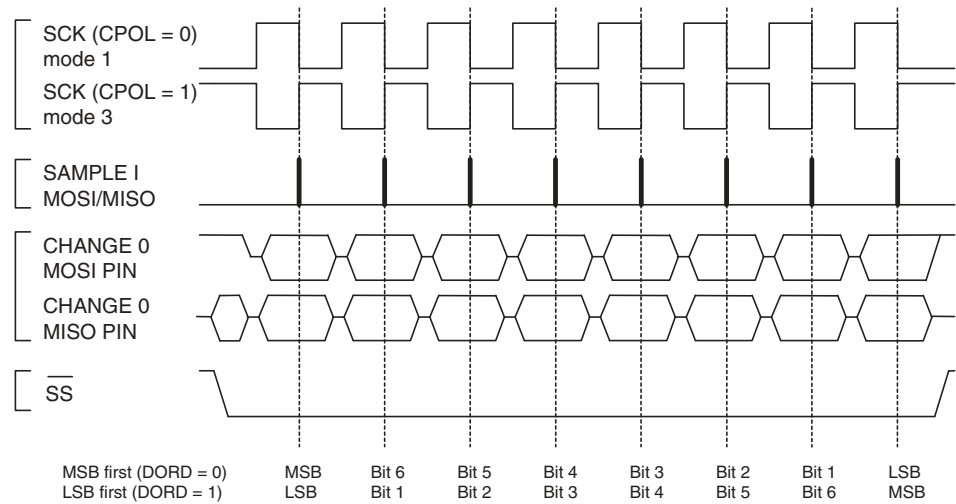 SCK (CPOL = 0)
mode 1
SCK (CPOL = 1)
mode 3
SAMPLE I
MOSI/MISO
CHANGE 0
MOSI PIN
CHANGE 0
MISO PIN
SS
MSB first (DORD = 0) MSB Bit 6 Bit 5 Bit 4 Bit 3 Bit 2 Bit 1 LSB
LSB first (DORD = 1) LSB Bit 1 Bit 2 Bit 3 Bit 4 Bit 5 Bit 6 MSB